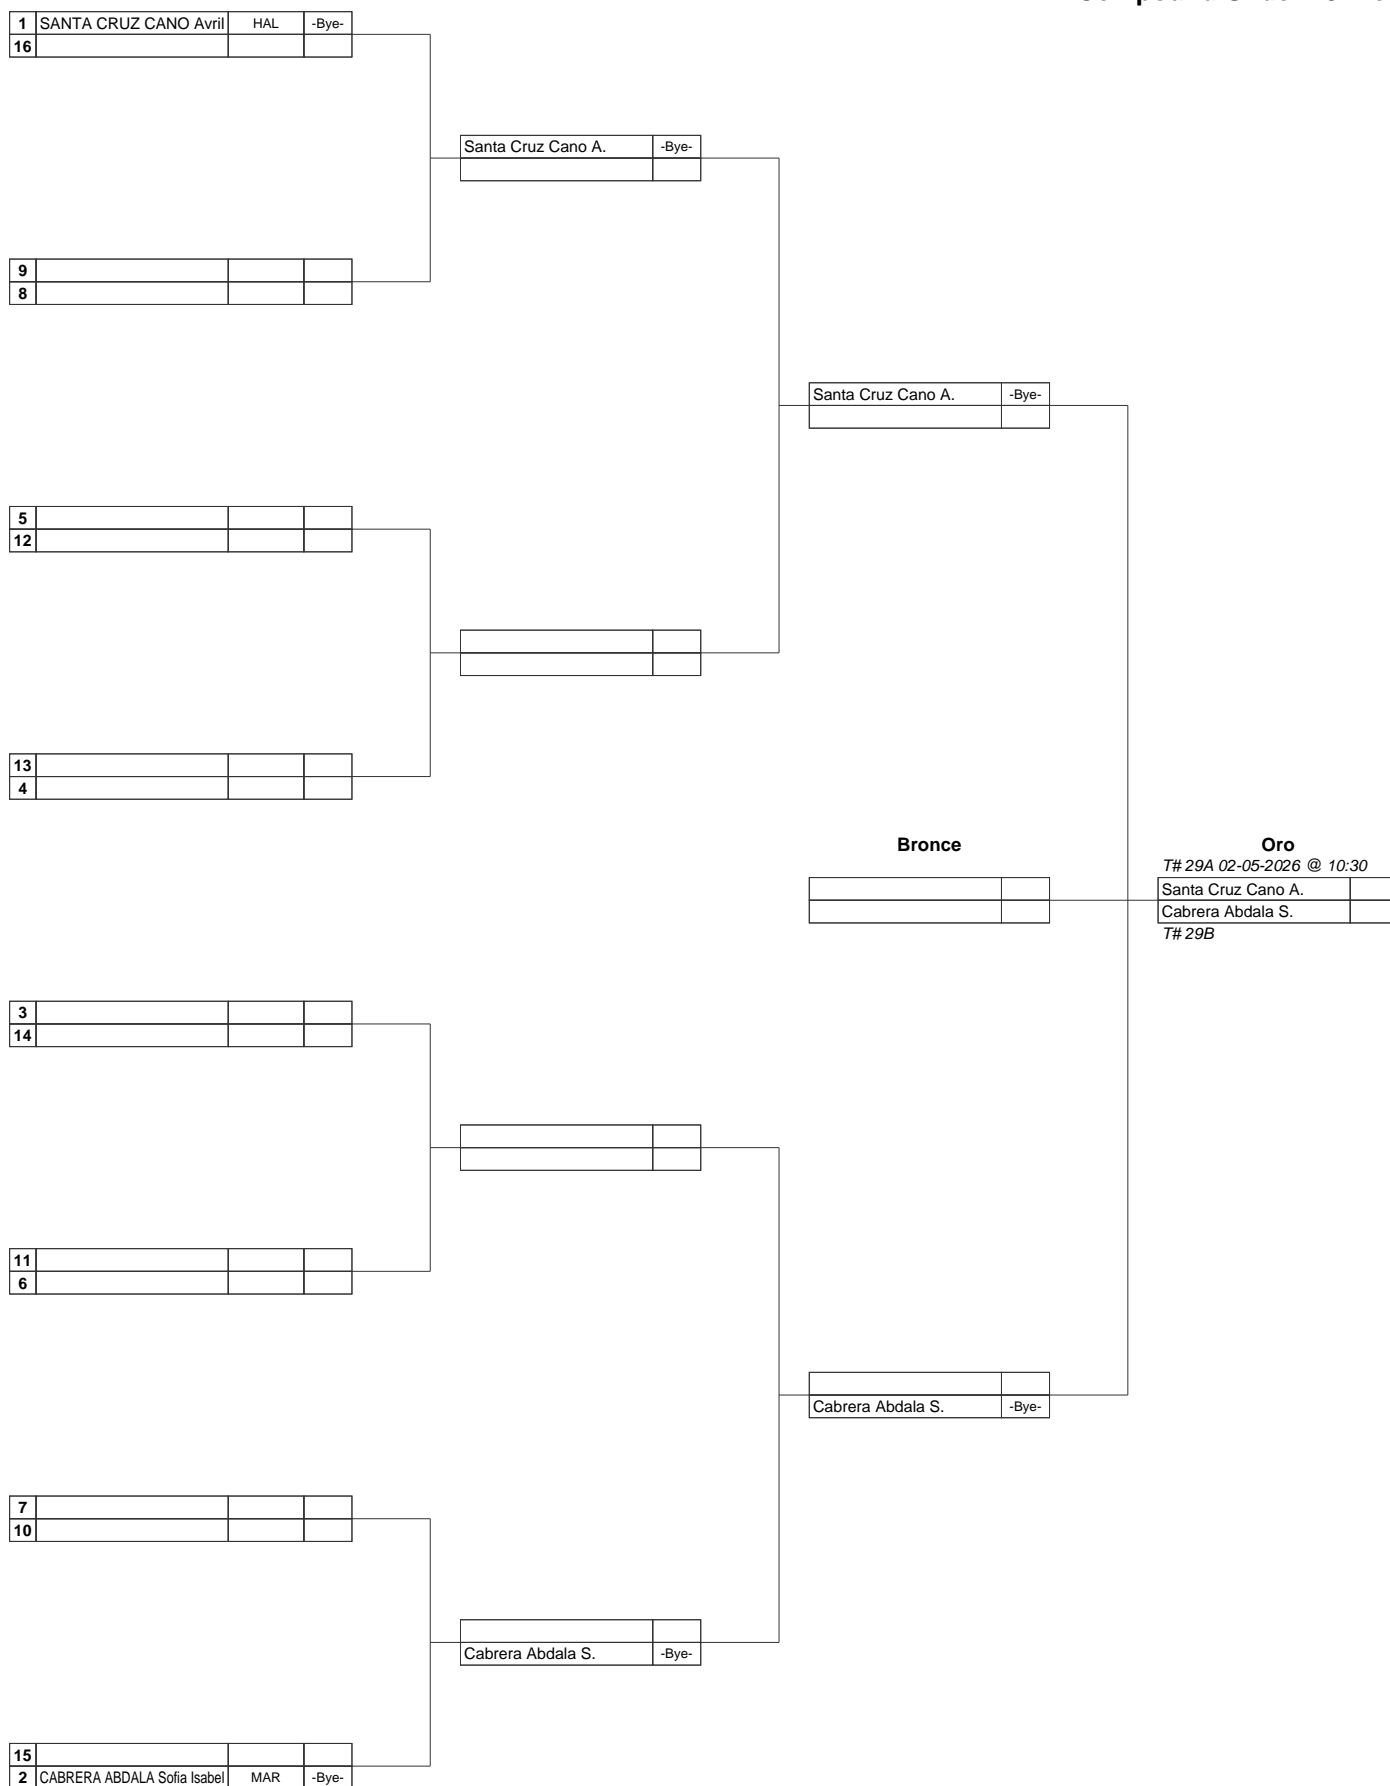 1 SANTA CRUZ CANO Avril HAL -Bye-
16
Santa Cruz Cano A. -Bye-
9
8
Santa Cruz Cano A. -Bye-
5
12
13
4
Bronce
Oro
T# 29A 02-05-2026 @ 10:30
Santa Cruz Cano A.
Cabrera Abdala S.
T# 29B
3
14
11
6
Cabrera Abdala S. -Bye-
7
10
Cabrera Abdala S. -Bye-
15
2 CABRERA ABDALA Sofia Isabel MAR -Bye-